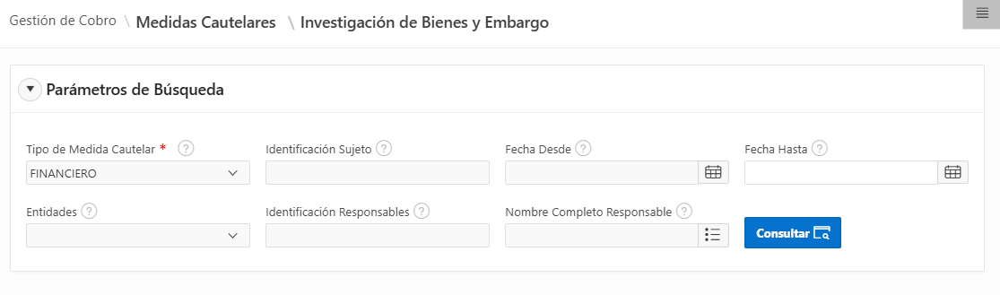 Gestión de Cobro \ Medidas Cautelares \ Investigación de Bienes y Embargo
Parámetros de Búsqueda
Tipo de Medida Cautelar * ? Identificación Sujeto ? Fecha Desde ? Fecha Hasta ?
FINANCIERO
Entidades ? Identificación Responsables ? Nombre Completo Responsable ?
Consultar